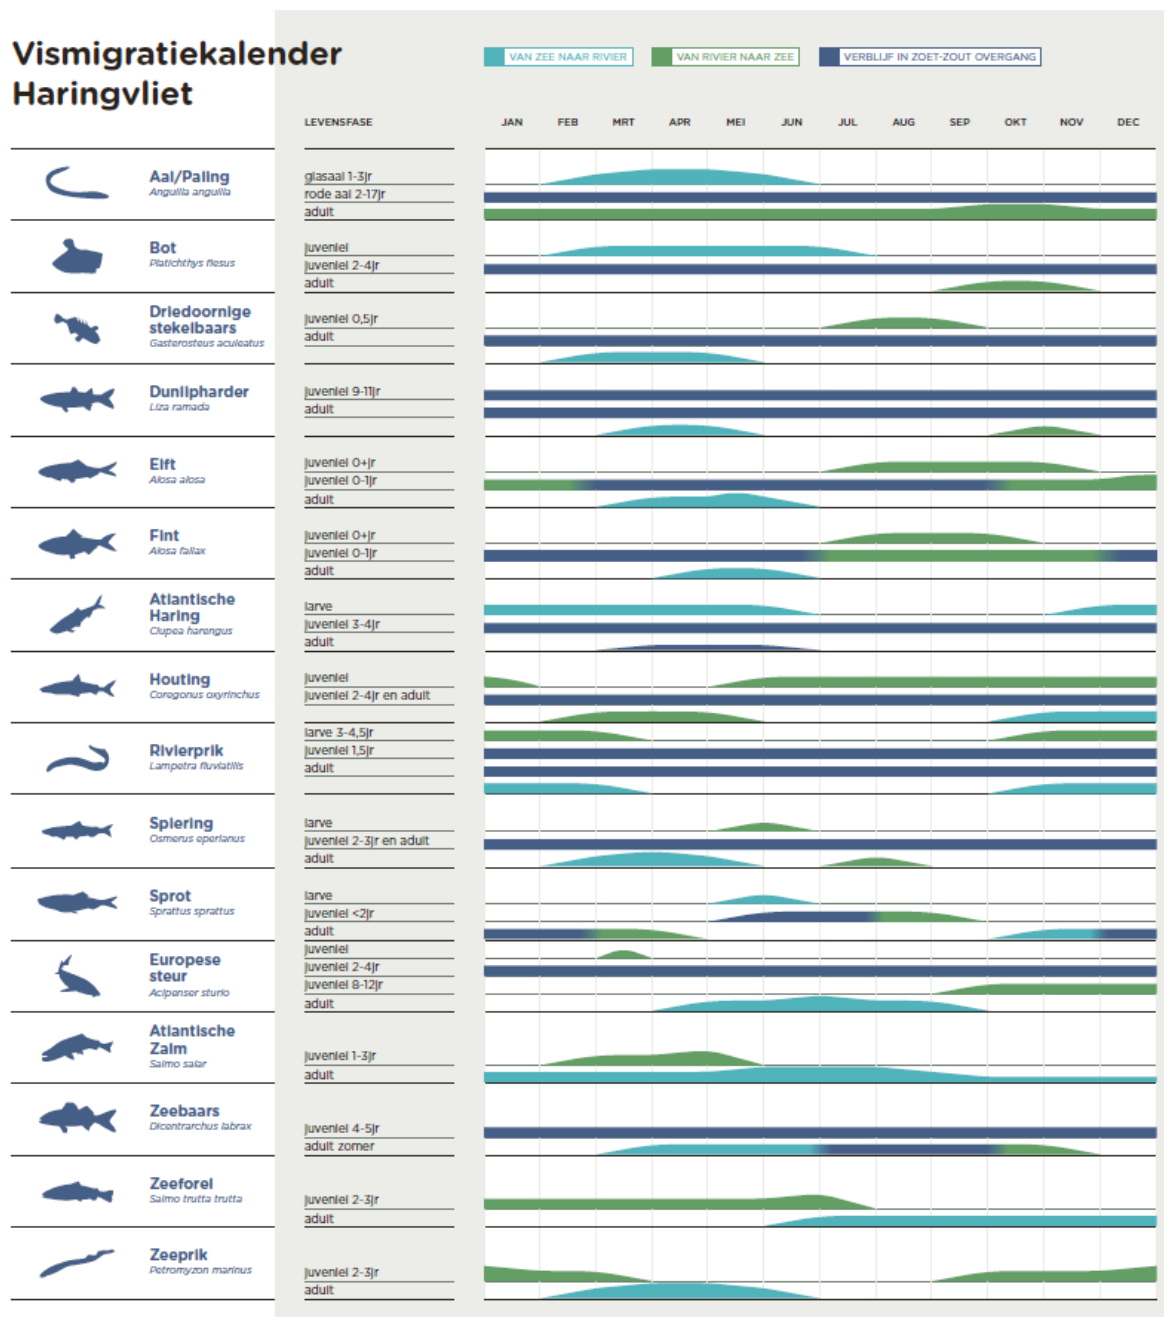 Vismigratiekalender
Haringvliet
VAN ZEE NAAR RIVIER
VAN RIVIER NAAR ZEE
VERBLIJF IN ZOET-ZOUT OVERGANG
LEVENSFASE JAN FEB MRT APR MEI JUN JUL AUG SEP OKT NOV DEC
Aal/Paling
Anguilla anguilla
glasaal 1-3jr
rode aal 2-17jr
adult
Bot
Platichthys flesus
juveniel
juveniel 2-4jr
adult
Driedoornige
stekelbaars
Gasterosteus aculeatus
juveniel 0,5jr
adult
Dunlipharder
Liza ramada
juveniel 9-11jr
adult
Elft
Alosa alosa
juveniel 0+jr
juveniel 0-1jr
adult
Fint
Alosa fallax
juveniel 0+jr
juveniel 0-1jr
adult
Atlantische
Haring
Clupea harengus
larve
juveniel 3-4jr
adult
Houting
Coregonus oxyrinchus
juveniel
juveniel 2-4jr en adult
Rivierprik
Lampetra fluviatilis
larve 3-4,5jr
juveniel 1,5jr
adult
Spiering
Osmerus eperlanus
larve
juveniel 2-3jr en adult
adult
Sprot
Sprattus sprattus
larve
juveniel <2jr
adult
Europese
steur
Acipenser sturio
juveniel
juveniel 2-4jr
juveniel 8-12jr
adult
Atlantische
Zalm
Salmo salar
juveniel 1-3jr
adult
Zeebaars
Dicentrarchus labrax
juveniel 4-5jr
adult zomer
Zeeforel
Salmo trutta trutta
juveniel 2-3jr
adult
Zeeprik
Petromyzon marinus
juveniel 2-3jr
adult